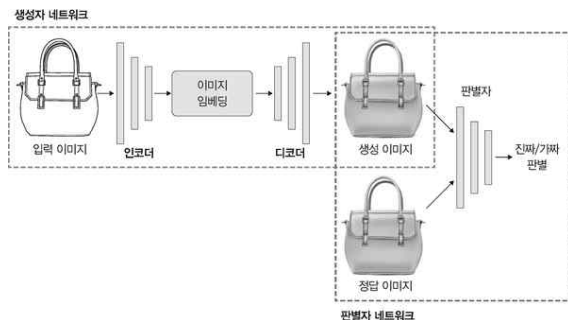 생성자 네트워크
이미지
임베딩
판별자
입력 이미지
인코더
디코더
생성 이미지
진짜/가짜
판별
정답 이미지
판별자 네트워크